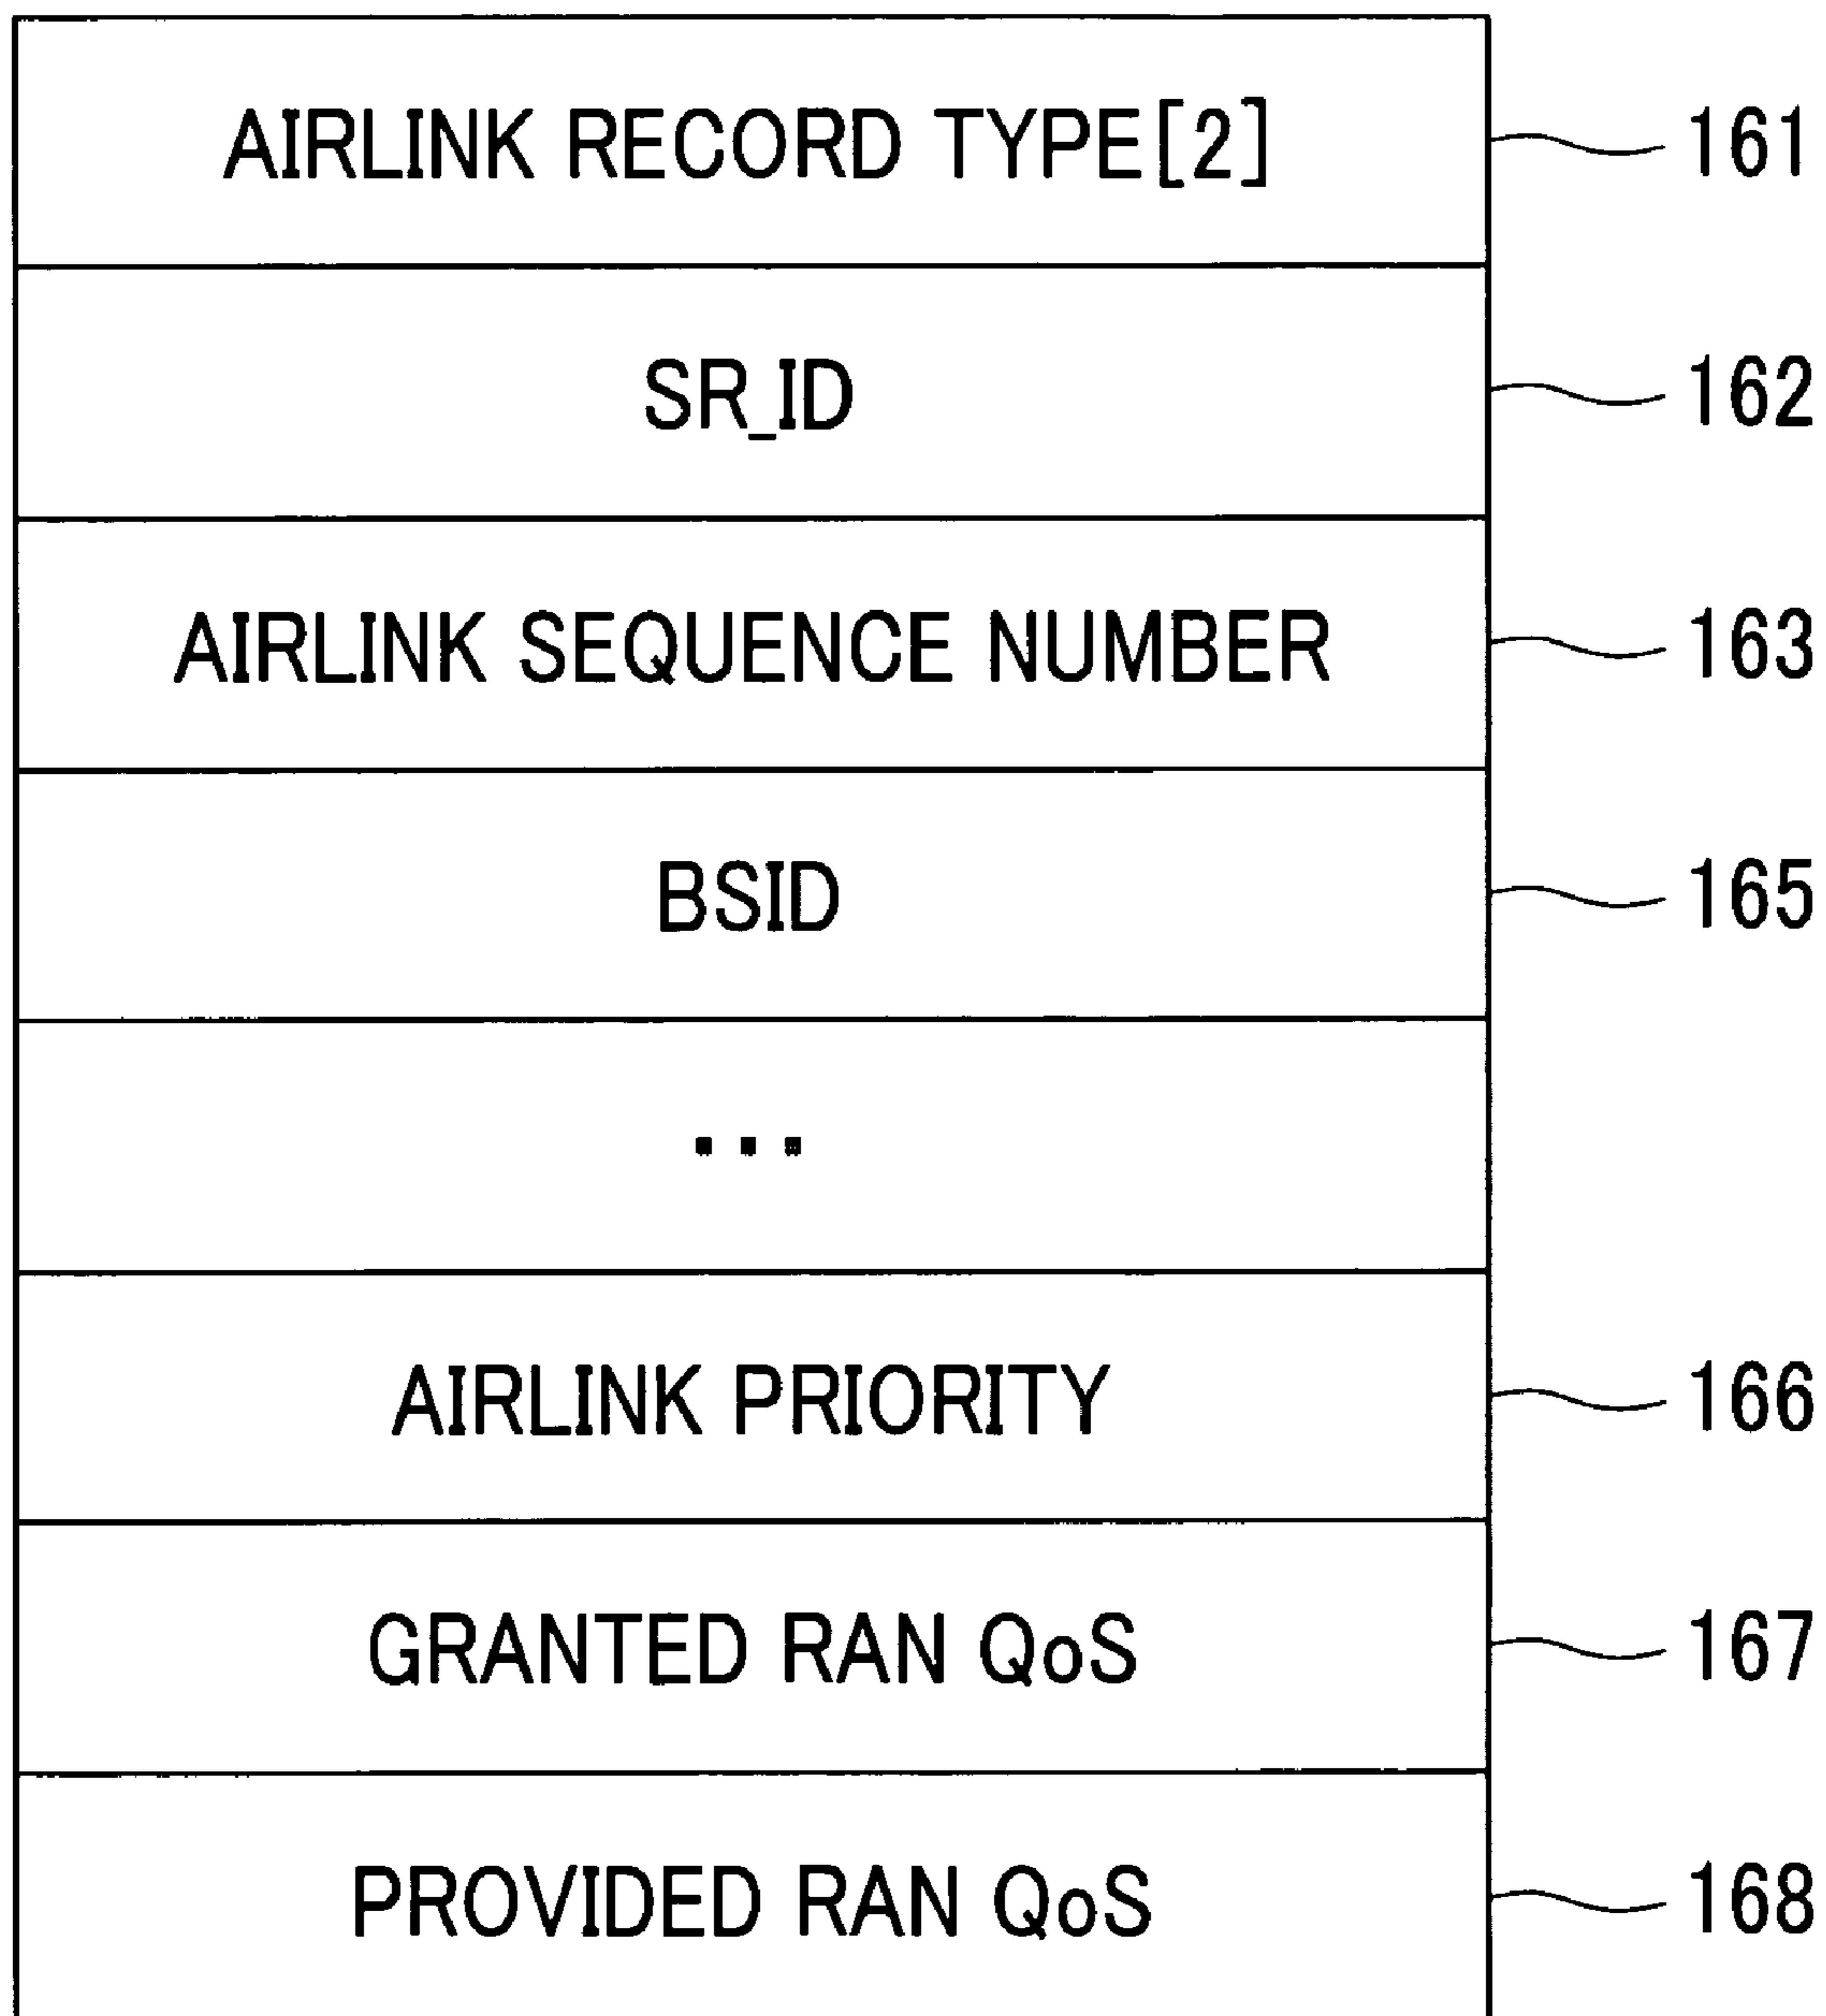 AIRLINK RECORD TYPE[2] 161
SR_ID 162
AIRLINK SEQUENCE NUMBER 163
BSID 165
...
AIRLINK PRIORITY 166
GRANTED RAN QoS 167
PROVIDED RAN QoS 168